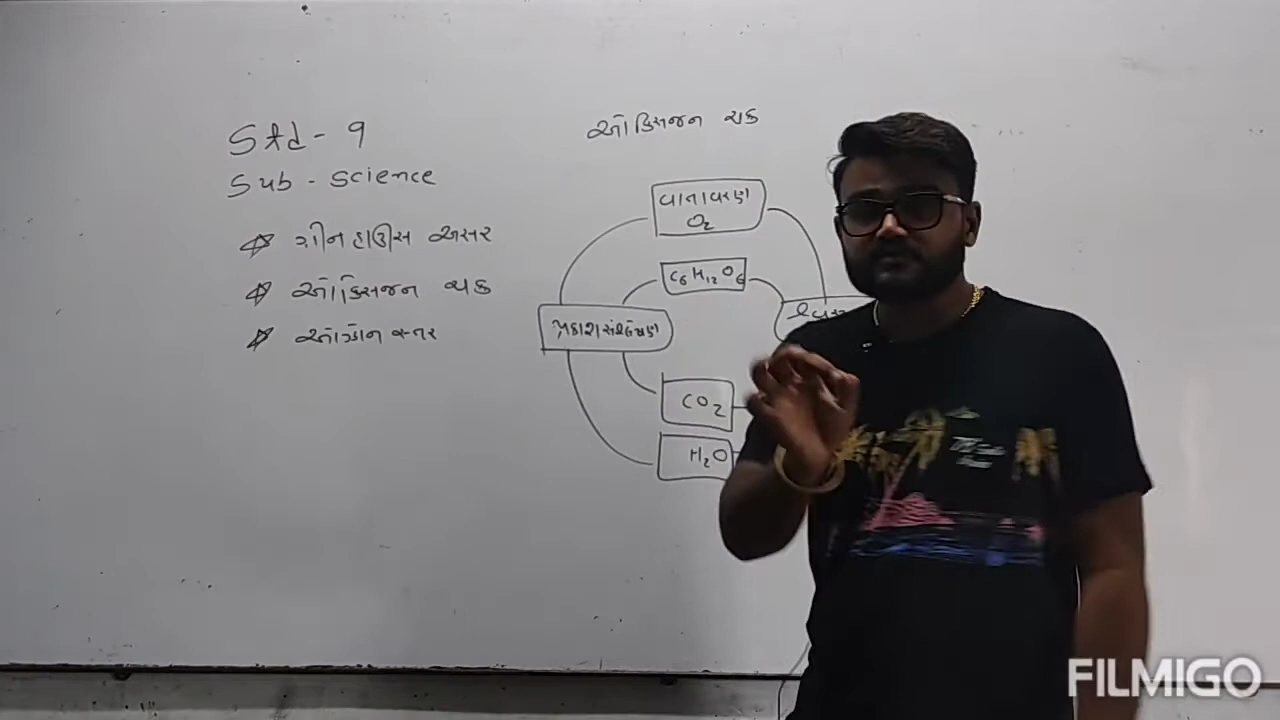 Std - 9
Sub - Science
☆ ગ્રીન હાઉસ અસર
☆ ઓક્સિજન ચક્ર
☆ ઓઝોન સ્તર
ઓક્સિજન ચક્ર
વાતાવરણ
O₂
C₆H₁₂O₆
પ્રકાશસંશ્લેષણ
CO₂
H₂O
FILMIGO